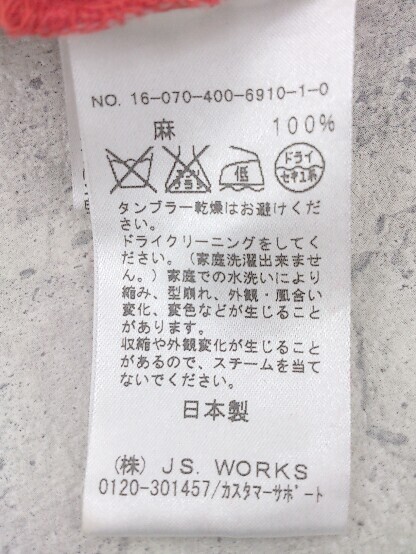 NO. 16-070-400-6910-1-0
麻 100%
エンソサラシ
低
ドライ
セキユ系
タンブラー乾燥はお避けくだ
さい。
ドライクリーニングをしてく
ださい。(家庭洗濯出来ませ
ん。)家庭での水洗いにより
縮み、型崩れ、外観・風合い
変化、変色などが生じること
があります。
収縮や外観変化が生じること
があるので、スチームを当て
ないでください。
日本製
(株) J.S. WORKS
0120-301457/カスタマーサポート